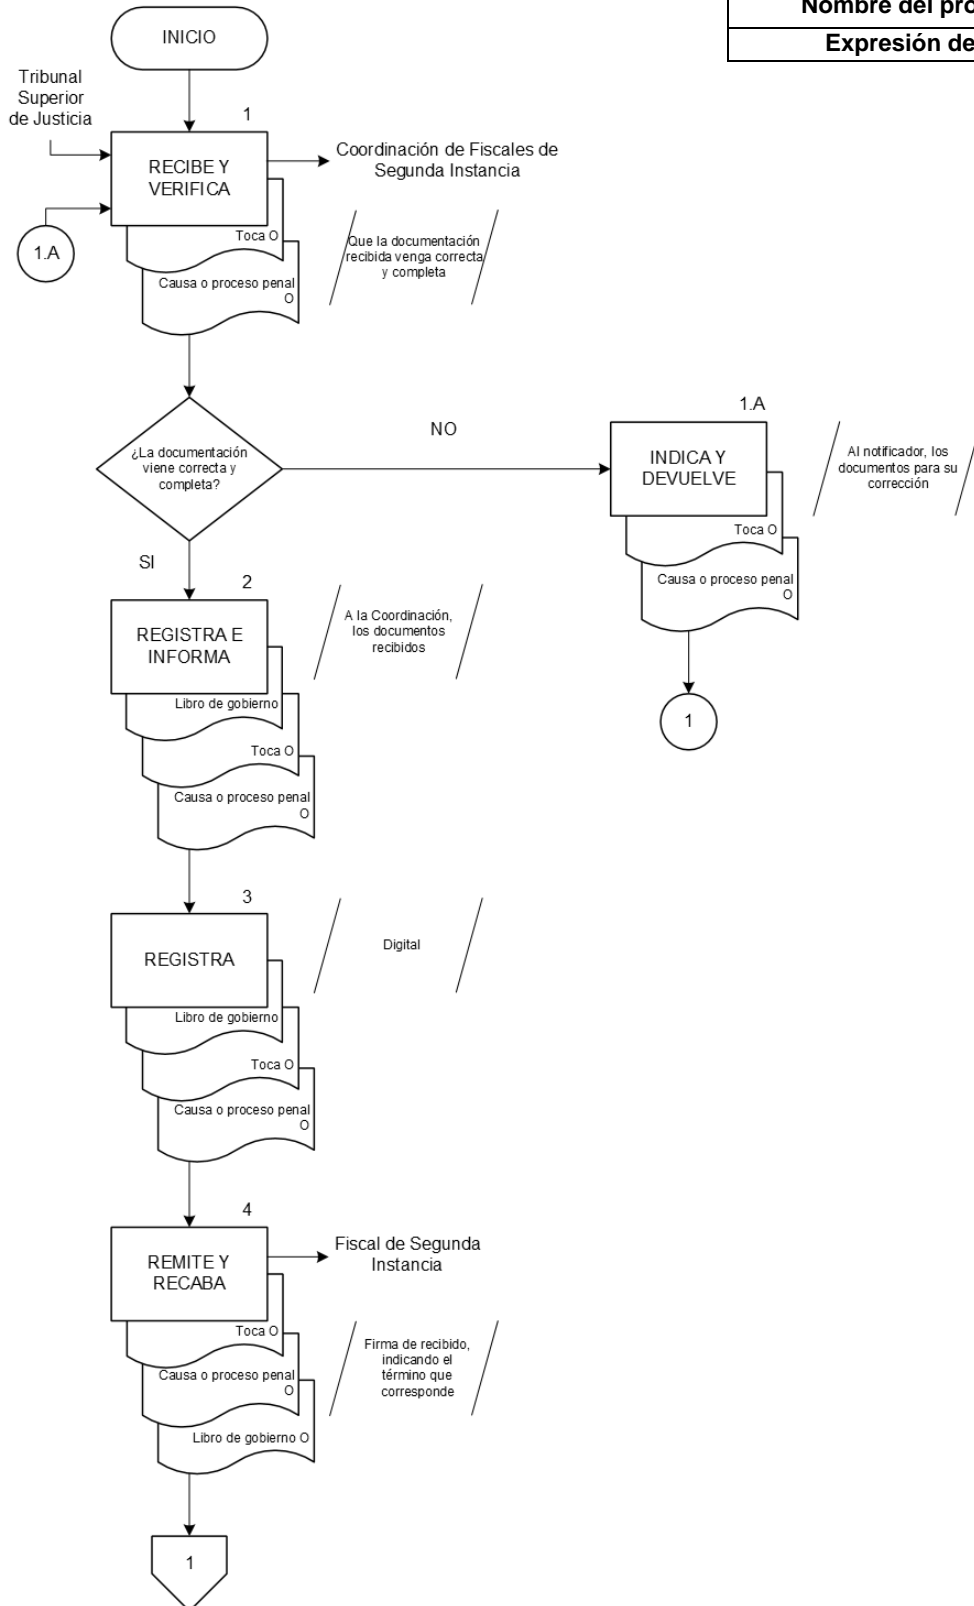 Nombre del pro
Expresión de
INICIO
Tribunal
Superior
de Justicia
1
RECIBE Y
VERIFICA
Coordinación de Fiscales de
Segunda Instancia
1.A
Toca O
Causa o proceso penal
O
Que la documentación
recibida venga correcta
y completa
¿La documentación
viene correcta y
completa?
NO
1.A
INDICA Y
DEVUELVE
Al notificador, los
documentos para su
corrección
Toca O
Causa o proceso penal
O
1
SI
2
REGISTRA E
INFORMA
A la Coordinación,
los documentos
recibidos
Libro de gobierno
Toca O
Causa o proceso penal
O
3
REGISTRA
Digital
Libro de gobierno
Toca O
Causa o proceso penal
O
4
REMITE Y
RECABA
Fiscal de Segunda
Instancia
Toca O
Causa o proceso penal
O
Libro de gobierno O
Firma de recibido,
indicando el
término que
corresponde
1